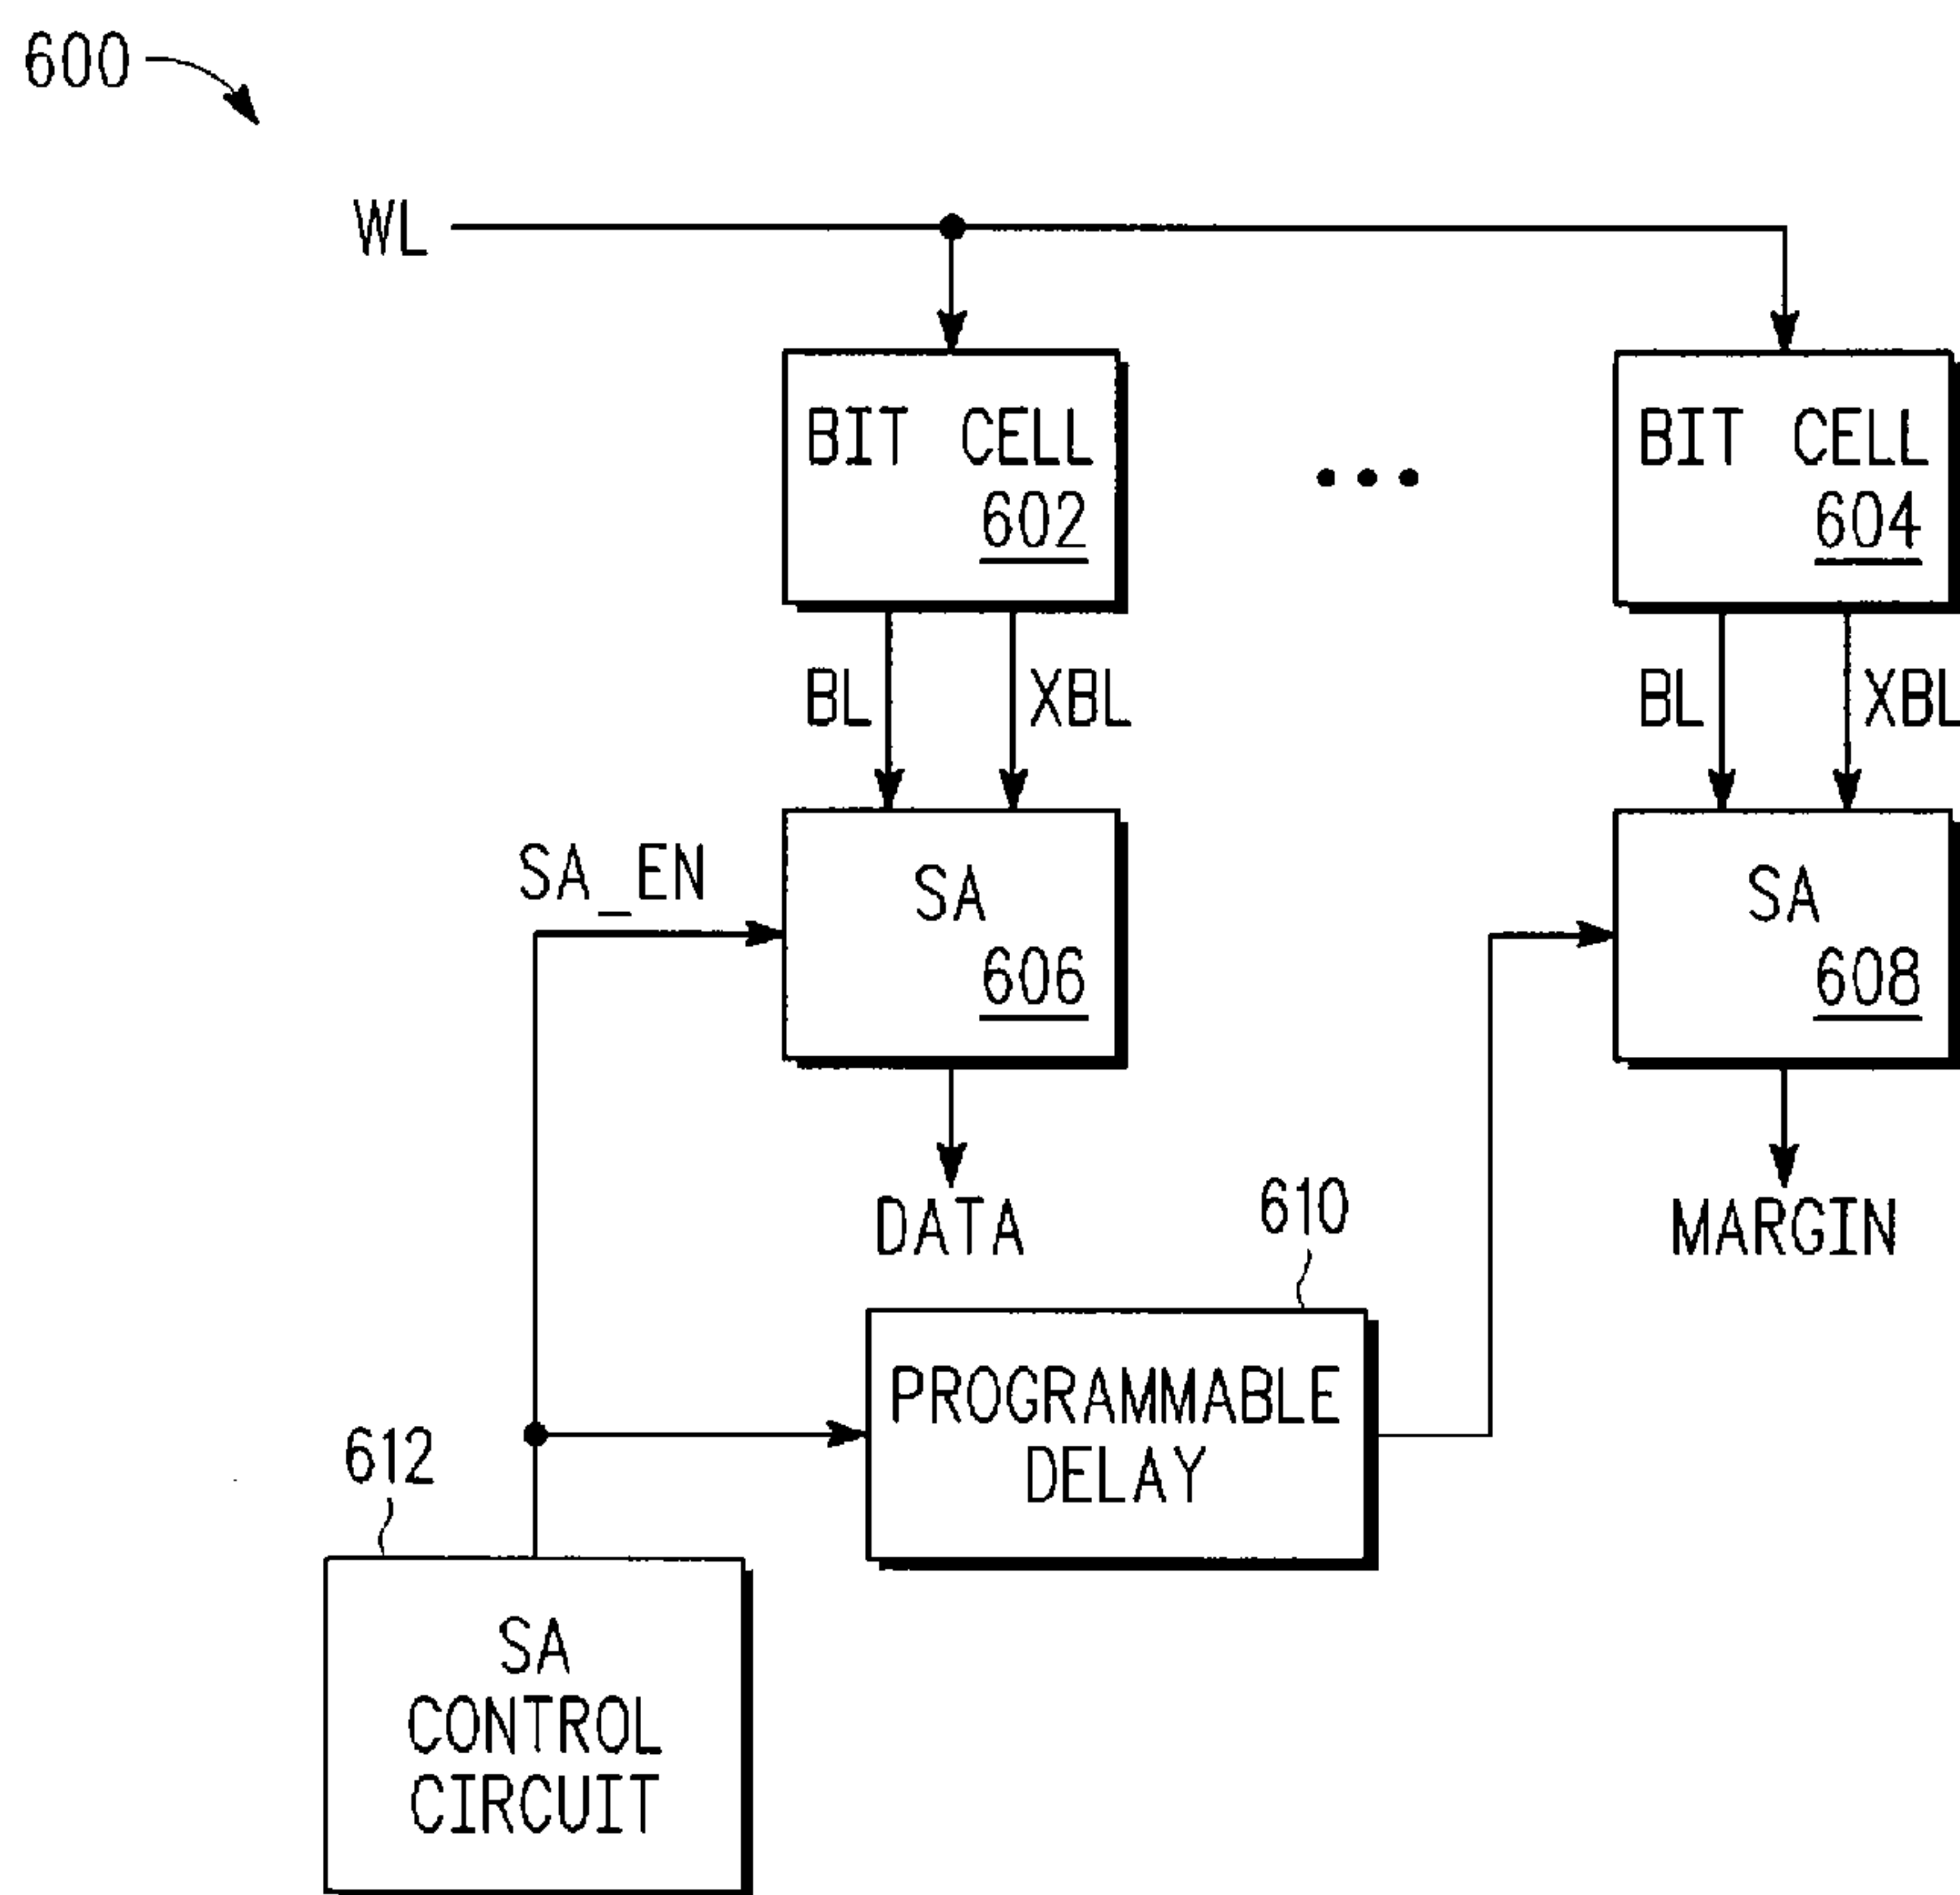 600
WL
BIT CELL
602
BIT CELL
604
BL
XBL
BL
XBL
SA_EN
SA
606
SA
608
DATA
MARGIN
610
PROGRAMMABLE
DELAY
612
SA
CONTROL
CIRCUIT